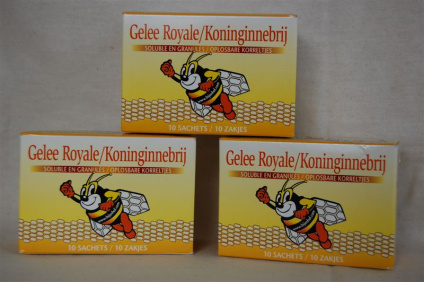 Gelee Royale/Koninginnebrij
SOLUBLE EN GRANULES / OPLOSBARE KORRELTJES
10 SACHETS / 10 ZAKJES
Gelee Royale/Koninginnebrij
SOLUBLE EN GRANULES / OPLOSBARE KORRELTJES
10 SACHETS / 10 ZAKJES
Gelee Royale/Koninginnebrij
SOLUBLE EN GRANULES / OPLOSBARE KORRELTJES
10 SACHETS / 10 ZAKJES